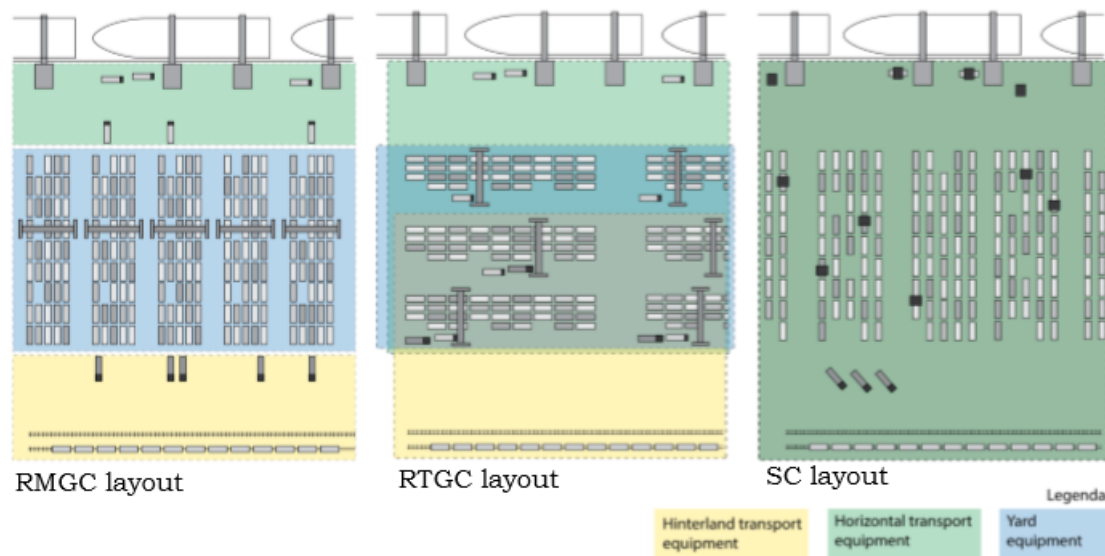 RMGC layout
RTGC layout
SC layout
Legenda
Hinterland transport
equipment
Horizontal transport
equipment
Yard
equipment